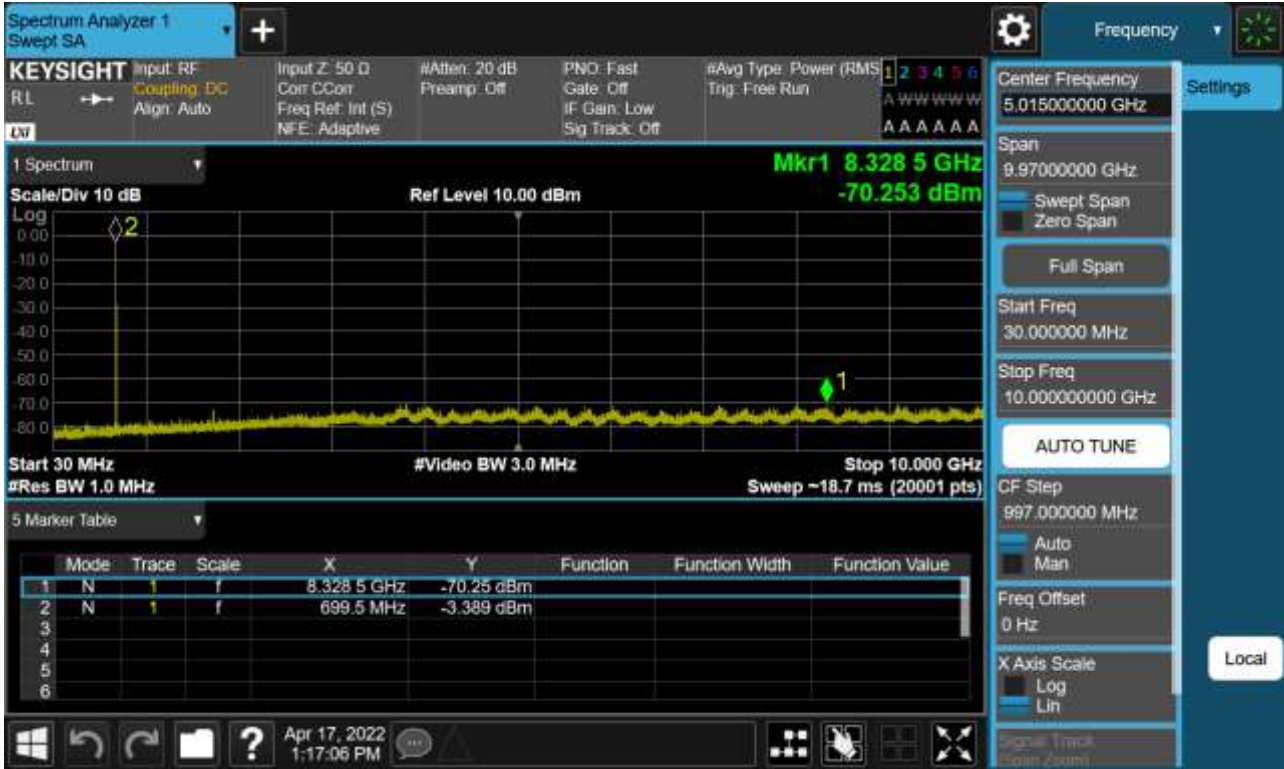 Spectrum Analyzer 1
Swept SA
Frequency
KEYSIGHT
RL
Input: RF
Coupling: DC
Align: Auto
Input Z: 50 Ω
Corr CCorr
Freq Ref: Int (S)
NFE: Adaptive
#Atten: 20 dB
Preamp: Off
PNO: Fast
Gate: Off
IF Gain: Low
Sig Track: Off
#Avg Type: Power (RMS
Trig: Free Run
1 2 3 4 5 6
A W W W W W
A A A A A A
1 Spectrum
Mkr1 8.328 5 GHz
Scale/Div 10 dB
Ref Level 10.00 dBm
-70.253 dBm
Log
0.00
-10.0
-20.0
-30.0
-40.0
-50.0
-60.0
-70.0
-80.0
2
1
Start 30 MHz
#Video BW 3.0 MHz
Stop 10.000 GHz
#Res BW 1.0 MHz
Sweep ~18.7 ms (20001 pts)
5 Marker Table
Mode Trace Scale X Y Function Function Width Function Value
1 N 1 f 8.328 5 GHz -70.25 dBm
2 N 1 f 699.5 MHz -3.389 dBm
3
4
5
6
Apr 17, 2022
1:17:06 PM
?
Center Frequency
5.015000000 GHz
Settings
Span
9.97000000 GHz
Swept Span
Zero Span
Full Span
Start Freq
30.000000 MHz
Stop Freq
10.000000000 GHz
AUTO TUNE
CF Step
997.000000 MHz
Auto
Man
Freq Offset
0 Hz
X Axis Scale
Log
Lin
Local
Signal Track
(Span Zoom)